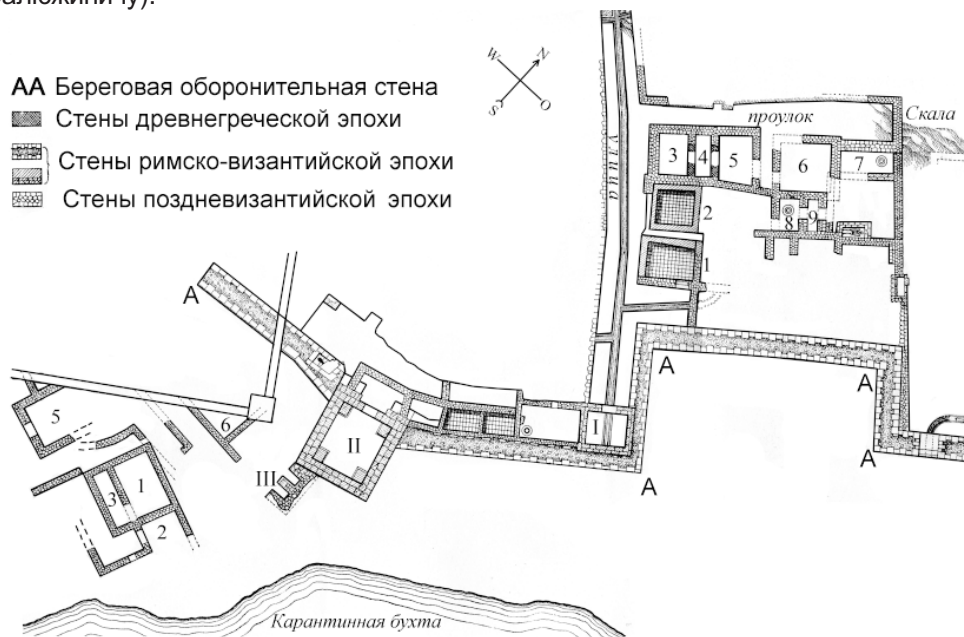 АА Береговая оборонительная стена
Стены древнегреческой эпохи
Стены римско-византийской эпохи
Стены поздневизантийской эпохи
W N
S O
проулок
Скала
3 4 5 6 7
2 8 9
1
улица
А
А А
5 6
II I
III
А А
3 1
2
Карантинная бухта